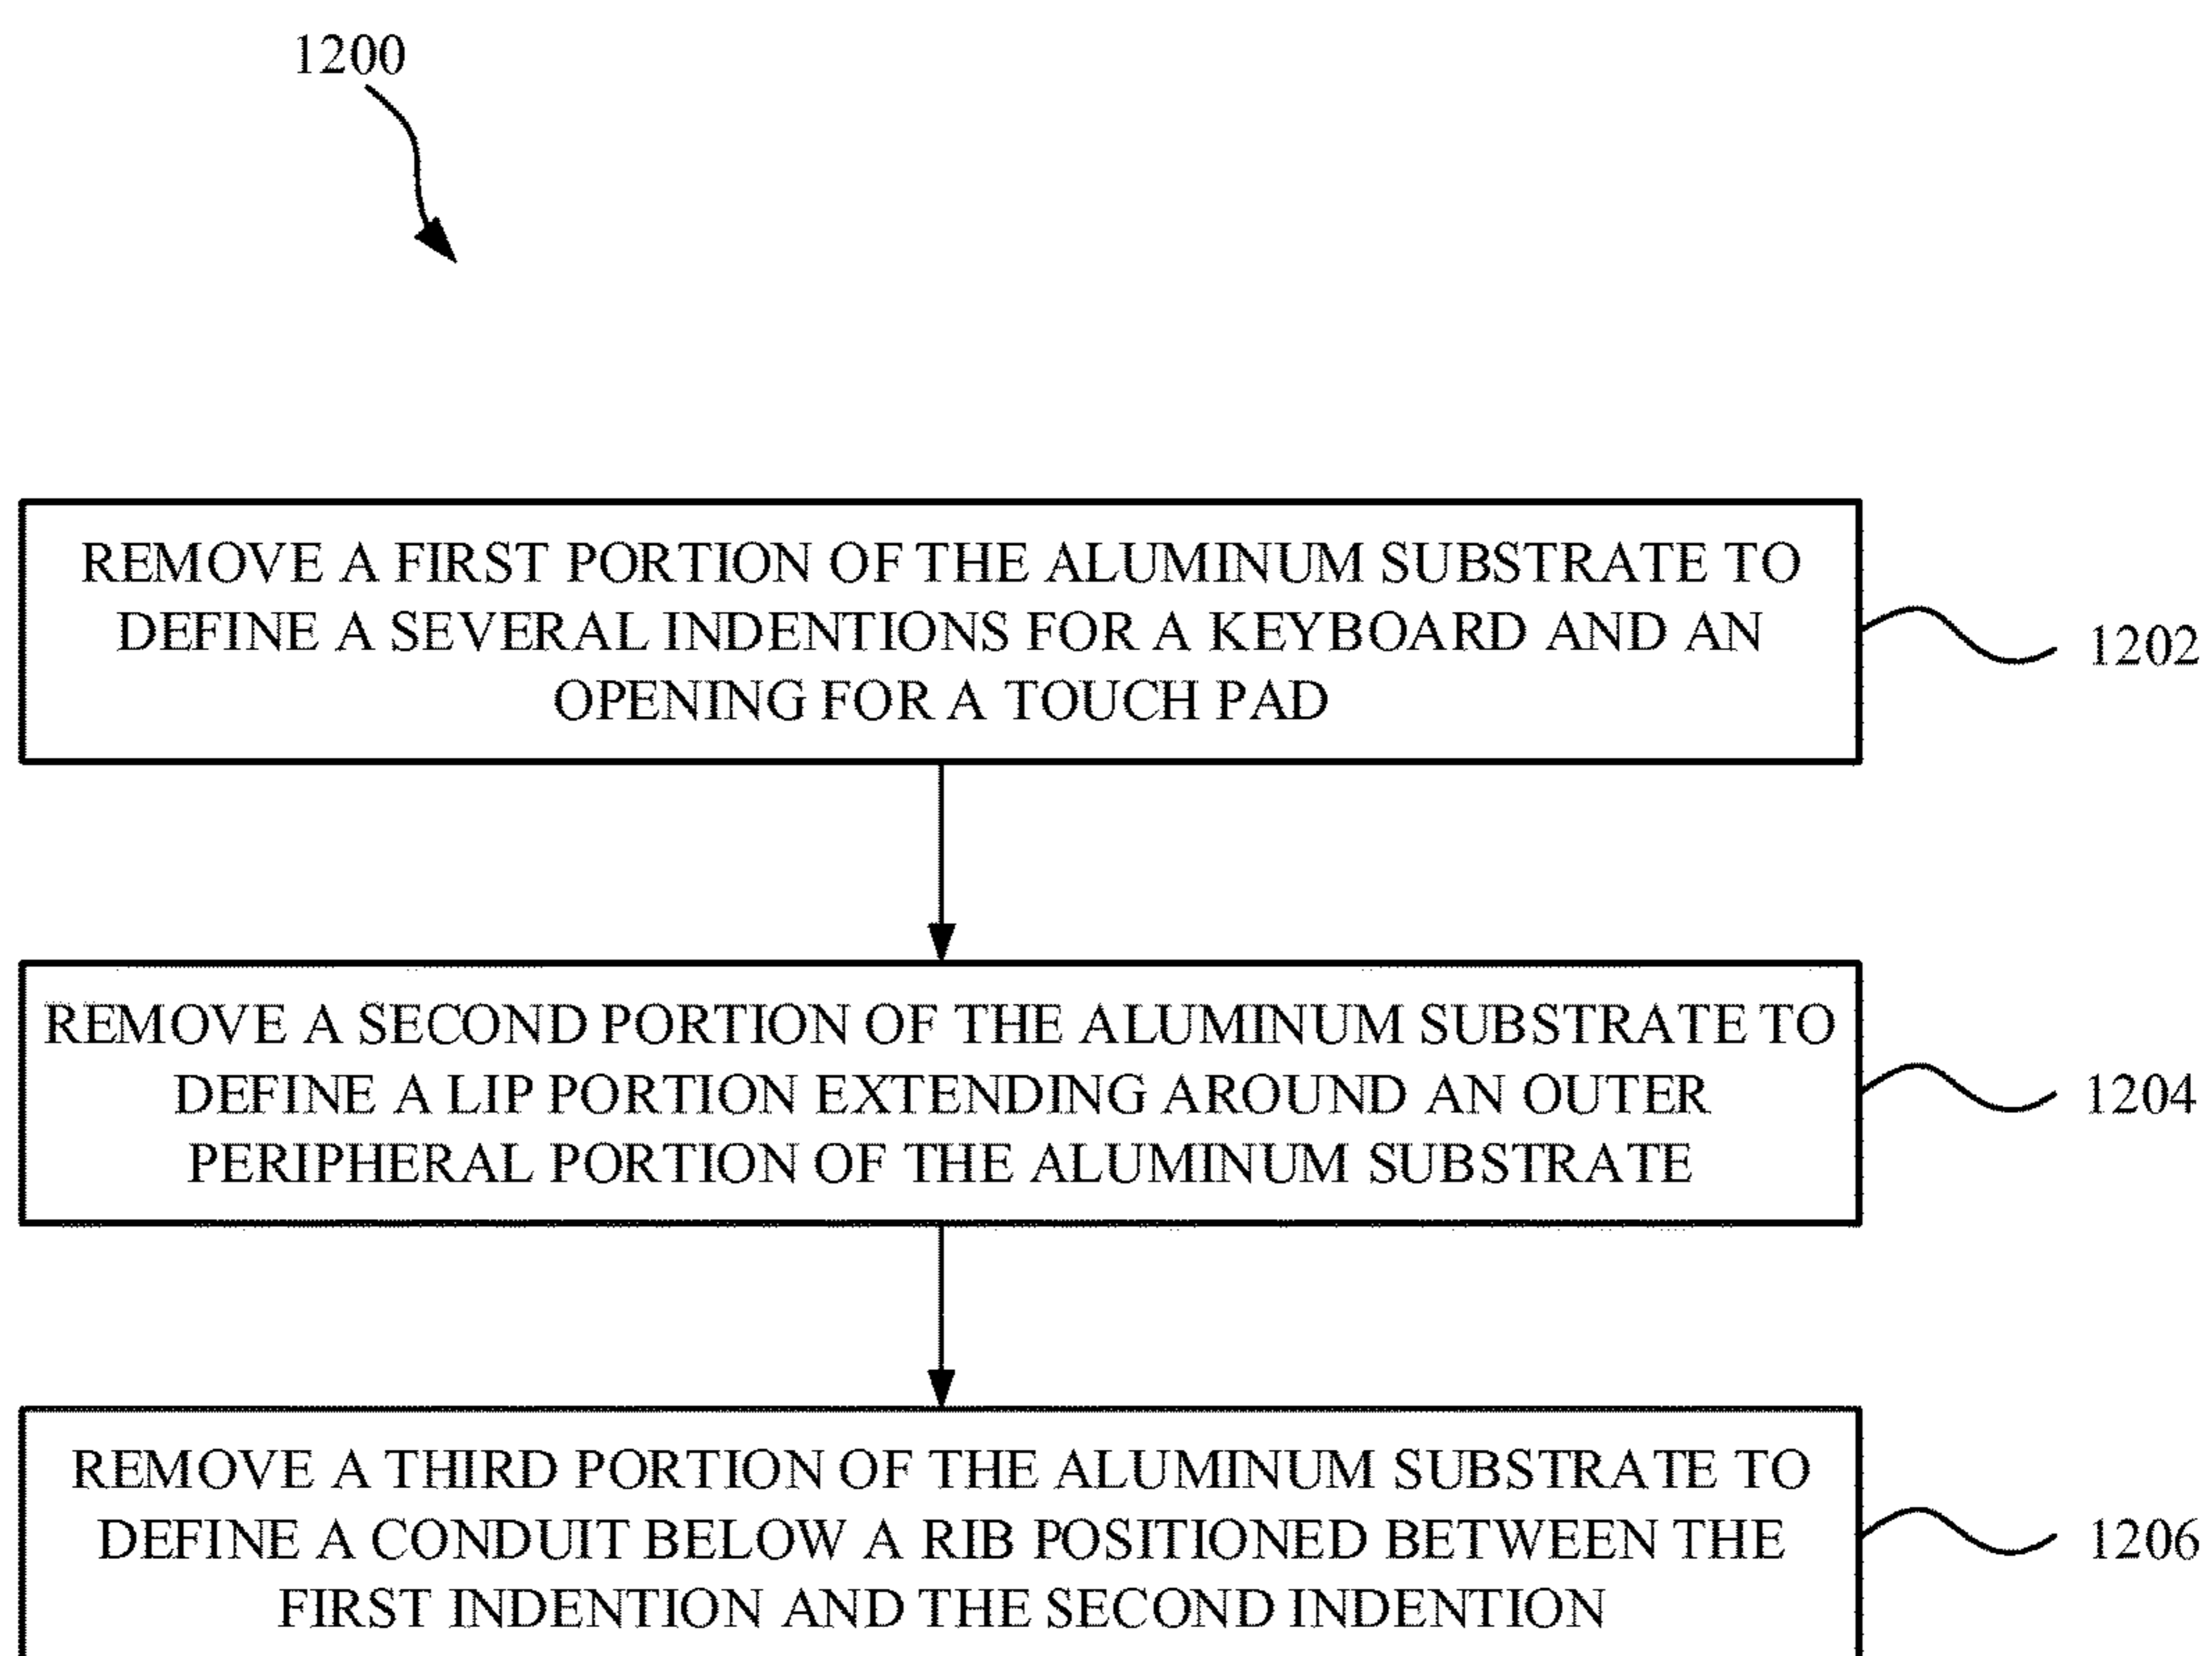 1200
REMOVE A FIRST PORTION OF THE ALUMINUM SUBSTRATE TO
DEFINE A SEVERAL INDENTIONS FOR A KEYBOARD AND AN
OPENING FOR A TOUCH PAD
1202
REMOVE A SECOND PORTION OF THE ALUMINUM SUBSTRATE TO
DEFINE A LIP PORTION EXTENDING AROUND AN OUTER
PERIPHERAL PORTION OF THE ALUMINUM SUBSTRATE
1204
REMOVE A THIRD PORTION OF THE ALUMINUM SUBSTRATE TO
DEFINE A CONDUIT BELOW A RIB POSITIONED BETWEEN THE
FIRST INDENTION AND THE SECOND INDENTION
1206